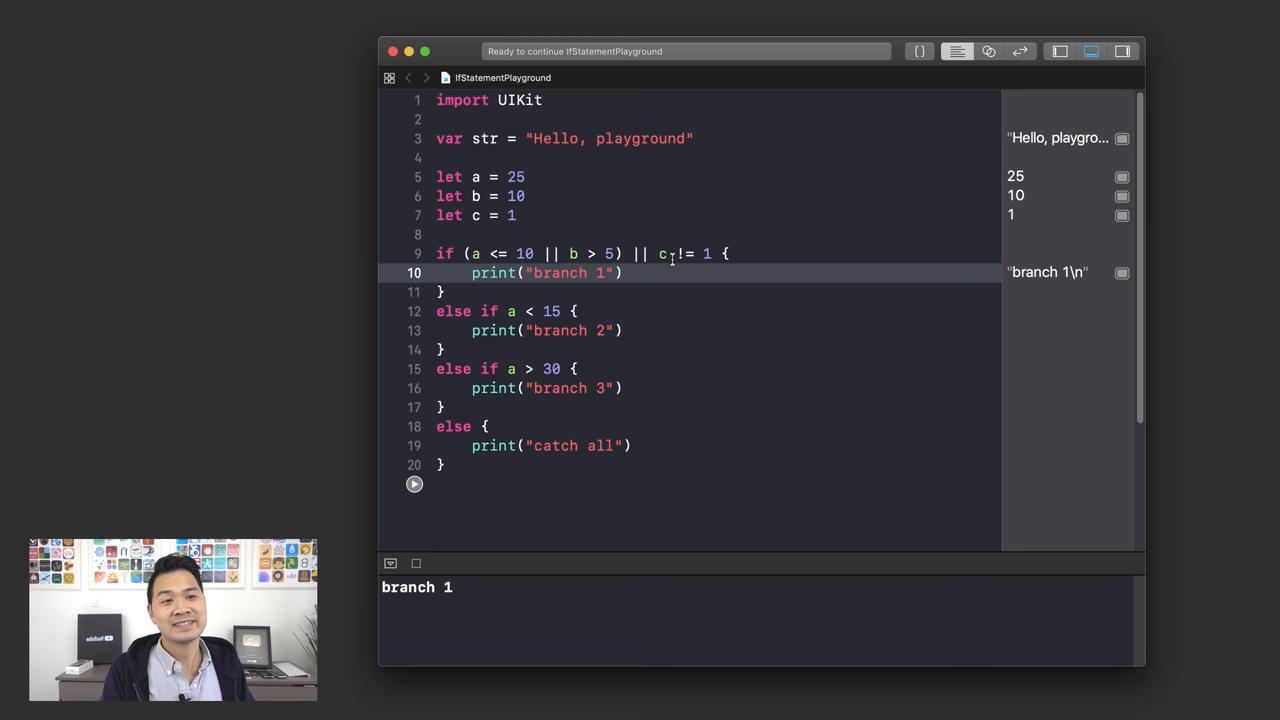 Ready to continue IfStatementPlayground
{ }
IfStatementPlayground
1 import UIKit
2
3 var str = "Hello, playground"
"Hello, playgro...
4
5 let a = 25
25
6 let b = 10
10
7 let c = 1
1
8
9 if (a <= 10 || b > 5) || c != 1 {
10 print("branch 1")
"branch 1\n"
11 }
12 else if a < 15 {
13 print("branch 2")
14 }
15 else if a > 30 {
16 print("branch 3")
17 }
18 else {
19 print("catch all")
20 }
branch 1
YouTube